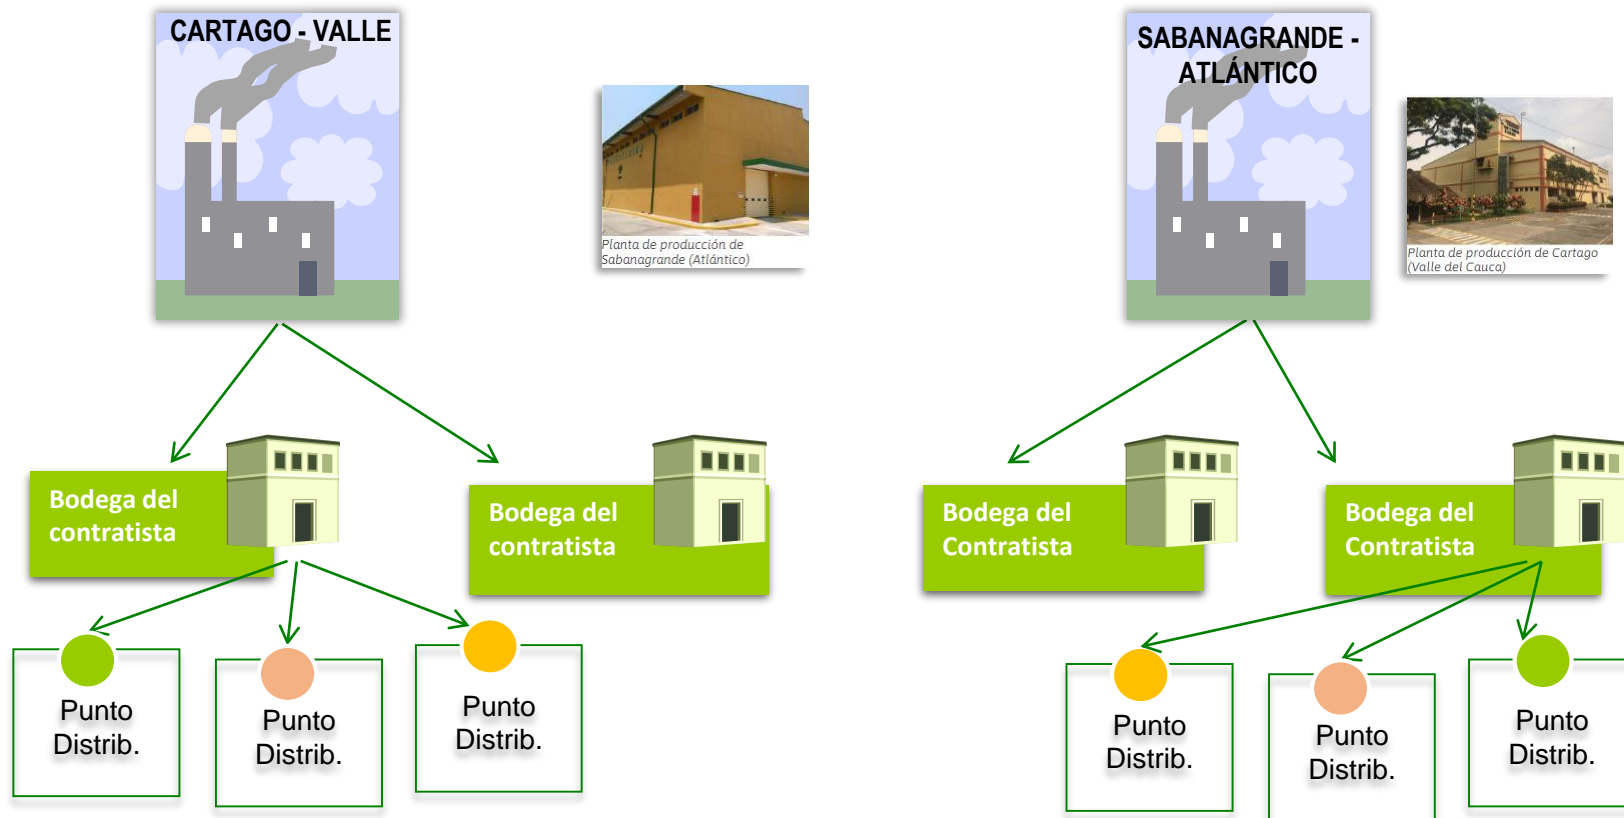 CARTAGO - VALLE
Planta de producción de
Sabanagrande (Atlántico)
SABANAGRANDE -
ATLÁNTICO
Planta de producción de Cartago
(Valle del Cauca)
Bodega del
contratista
Bodega del
contratista
Bodega del
Contratista
Bodega del
Contratista
Punto
Distrib.
Punto
Distrib.
Punto
Distrib.
Punto
Distrib.
Punto
Distrib.
Punto
Distrib.